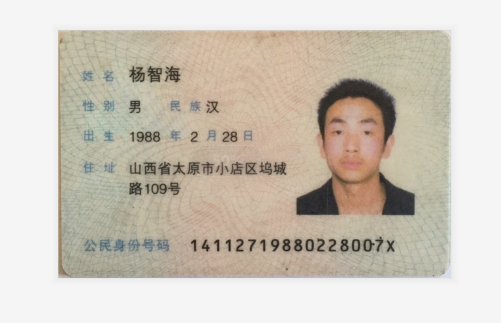 姓名 杨智海
性别 男 民族 汉
出生 1988 年 2 月 28 日
住址 山西省太原市小店区坞城
路109号
公民身份号码 14112719880228007X